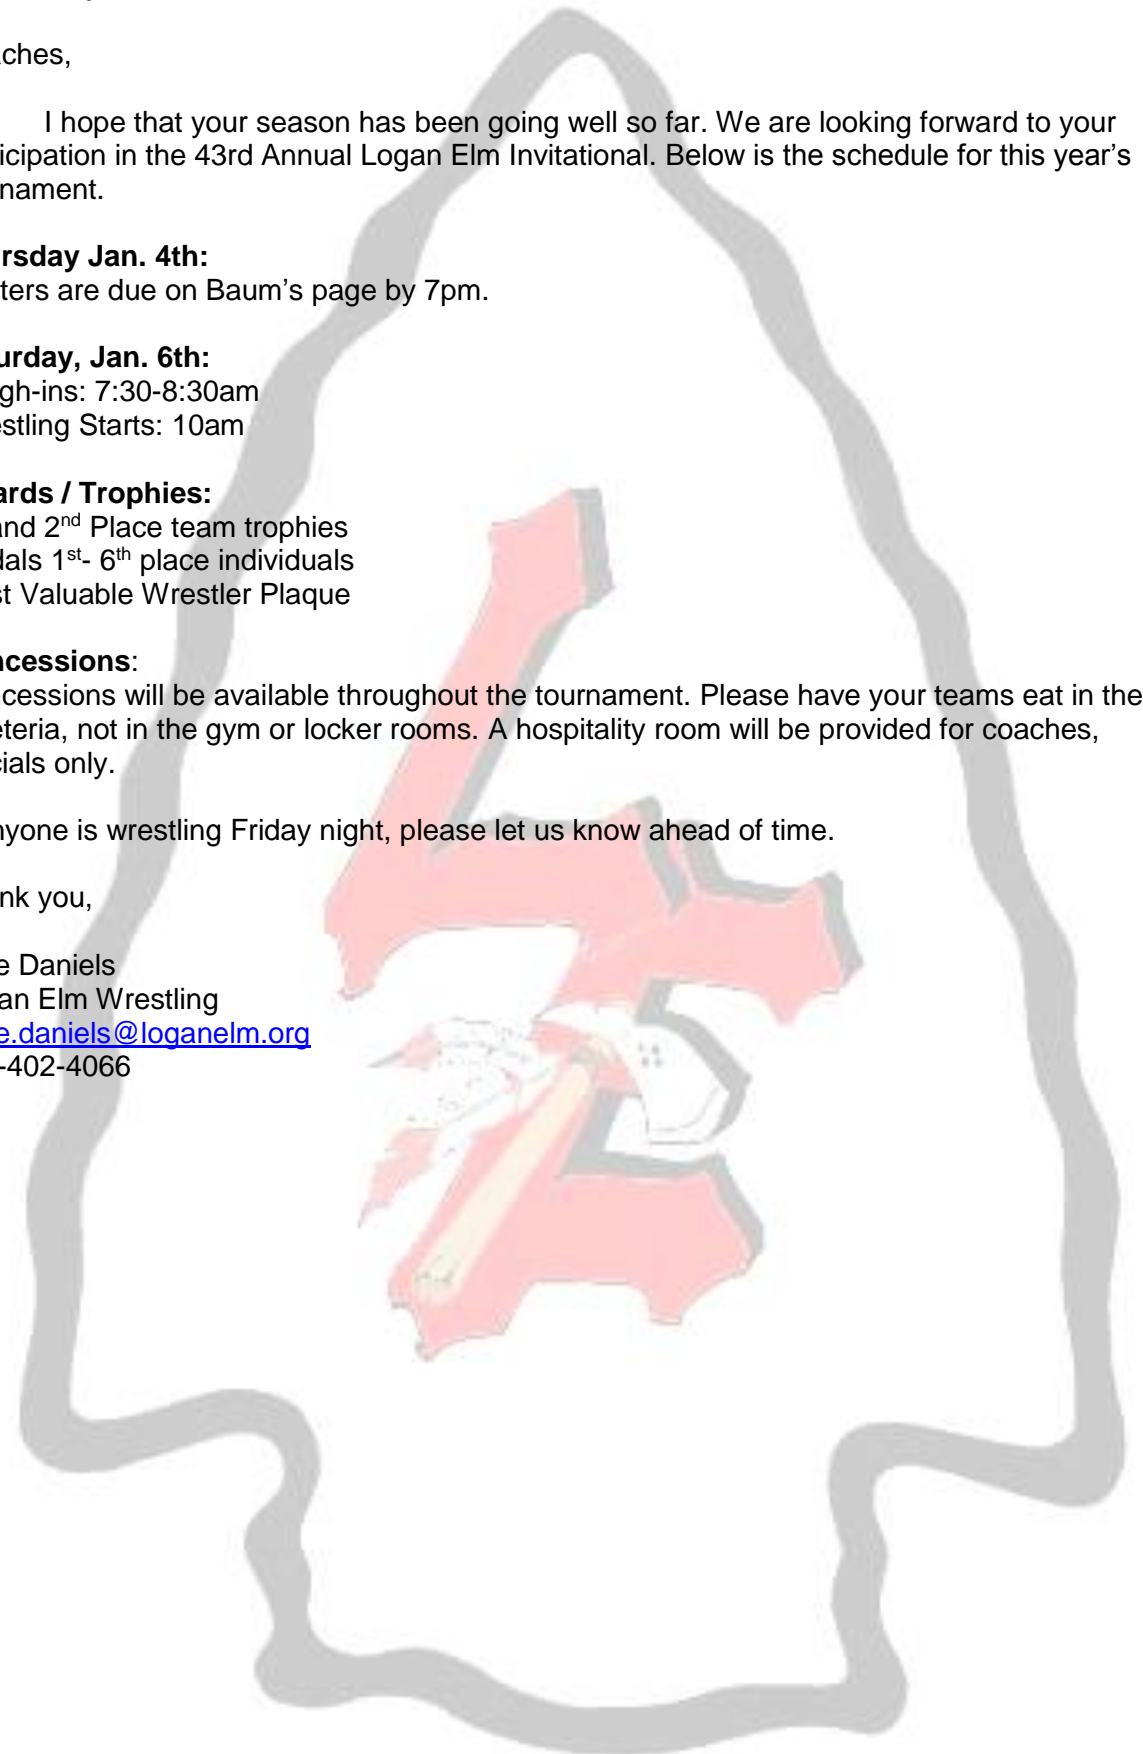 ches,
I hope that your season has been going well so far. We are looking forward to your
icipation in the 43rd Annual Logan Elm Invitational. Below is the schedule for this year’s
nament.
rsday Jan. 4th:
ters are due on Baum’s page by 7pm.
urday, Jan. 6th:
gh-ins: 7:30-8:30am
estling Starts: 10am
ards / Trophies:
and 2nd Place team trophies
dals 1st- 6th place individuals
st Valuable Wrestler Plaque
ncessions:
ncessions will be available throughout the tournament. Please have your teams eat in the
eteria, not in the gym or locker rooms. A hospitality room will be provided for coaches,
cials only.
nyone is wrestling Friday night, please let us know ahead of time.
nk you,
e Daniels
an Elm Wrestling
e.daniels@loganelm.org
-402-4066
LE